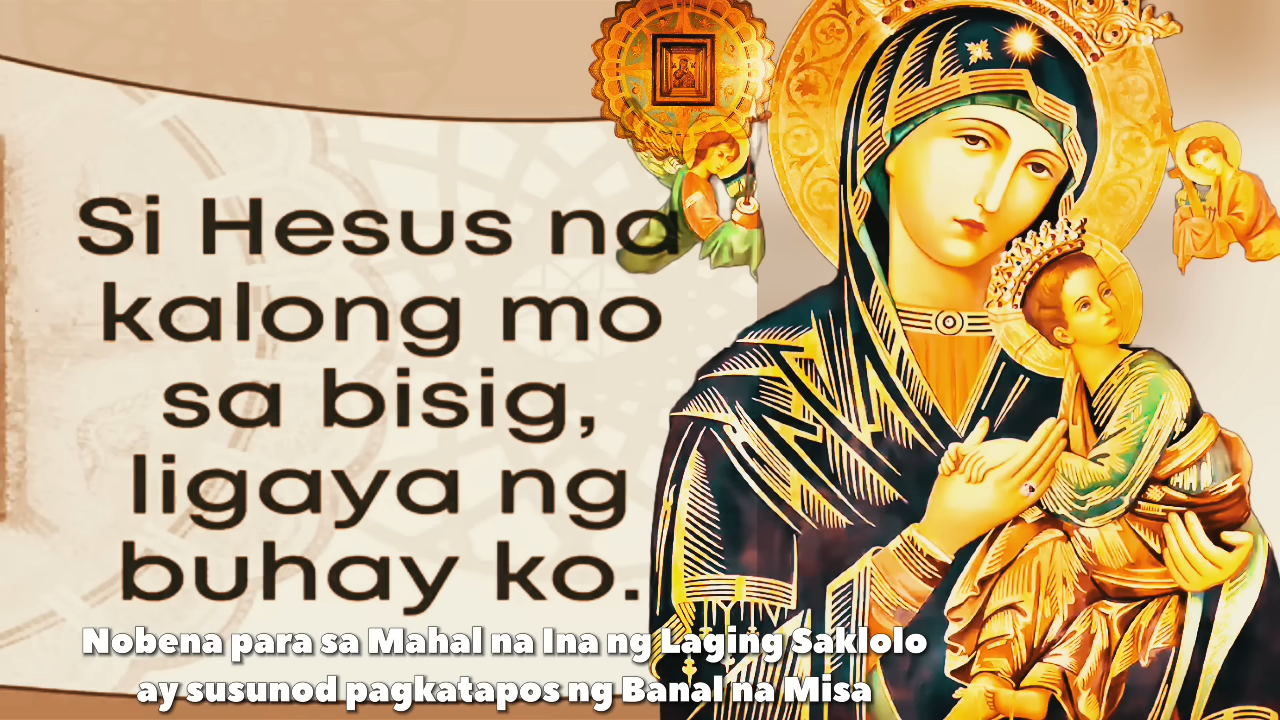 Si Hesus na
kalong mo
sa bisig,
ligaya ng
buhay ko.
Nobena para sa Mahal na Ina ng Laging Saklolo
ay susunod pagkatapos ng Banal na Misa